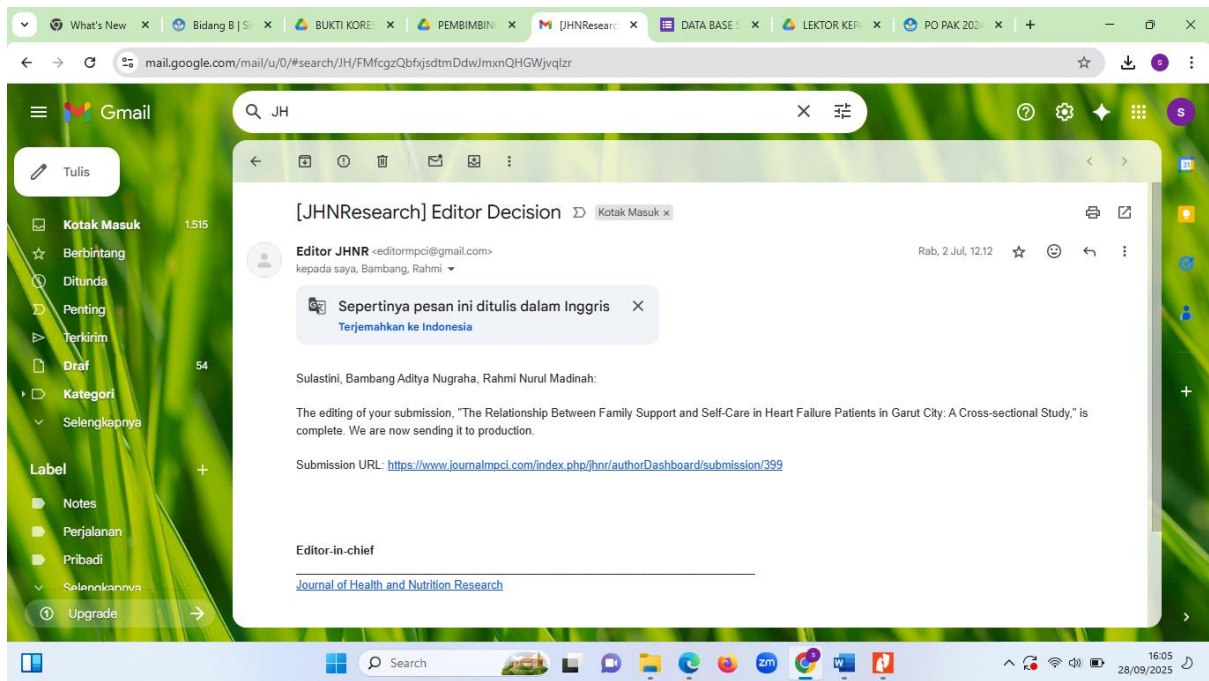 What's New
Bidang B | Si
BUKTI KORES
PEMBIMBIN
[JHNResearc
DATA BASE S
LEKTOR KEP
PO PAK 2024
mail.google.com/mail/u/0/#search/JH/FMfcgzQbfxjsdtmDdwJmxnQHGWjvqlzr
Gmail
JH
S
Tulis
Kotak Masuk 1.515
Berbintang
Ditunda
Penting
Terkirim
Draf 54
Kategori
Selengkapnya
Label
Notes
Perjalanan
Pribadi
Selengkapnya
Upgrade
[JHNResearch] Editor Decision Kotak Masuk x
Editor JHNR <editormpci@gmail.com> Rab, 2 Jul, 12.12
kepada saya, Bambang, Rahmi
Sepertinya pesan ini ditulis dalam Inggris
Terjemahkan ke Indonesia
Sulastini, Bambang Aditya Nugraha, Rahmi Nurul Madinah:
The editing of your submission, "The Relationship Between Family Support and Self-Care in Heart Failure Patients in Garut City: A Cross-sectional Study," is
complete. We are now sending it to production.
Submission URL: https://www.journalmpci.com/index.php/jhnr/authorDashboard/submission/399
Editor-in-chief
Journal of Health and Nutrition Research
31
Search
zm
16:05
28/09/2025